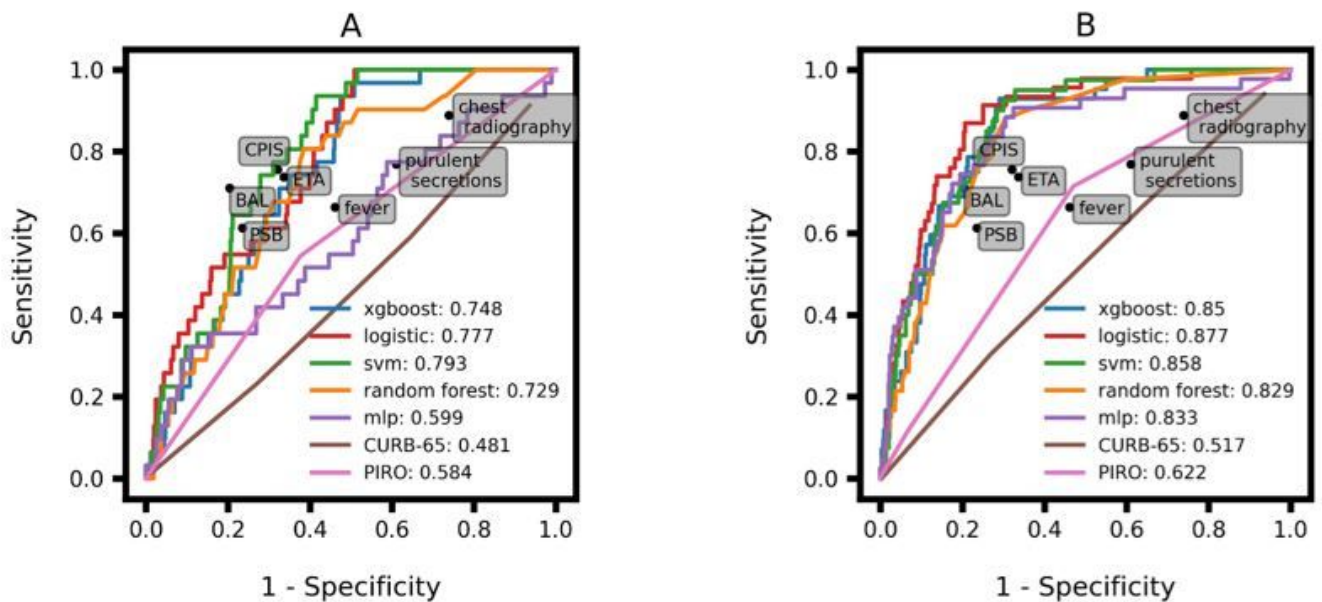 A
Sensitivity
1.0
0.8
0.6
0.4
0.2
0.0
chest
radiography
CPIS
purulent
secretions
ETA
BAL
fever
PSB
xgboost: 0.748
logistic: 0.777
svm: 0.793
random forest: 0.729
mlp: 0.599
CURB-65: 0.481
PIRO: 0.584
0.0 0.2 0.4 0.6 0.8 1.0
1 - Specificity
B
Sensitivity
1.0
0.8
0.6
0.4
0.2
0.0
chest
radiography
CPIS
purulent
secretions
ETA
BAL
fever
PSB
xgboost: 0.85
logistic: 0.877
svm: 0.858
random forest: 0.829
mlp: 0.833
CURB-65: 0.517
PIRO: 0.622
0.0 0.2 0.4 0.6 0.8 1.0
1 - Specificity